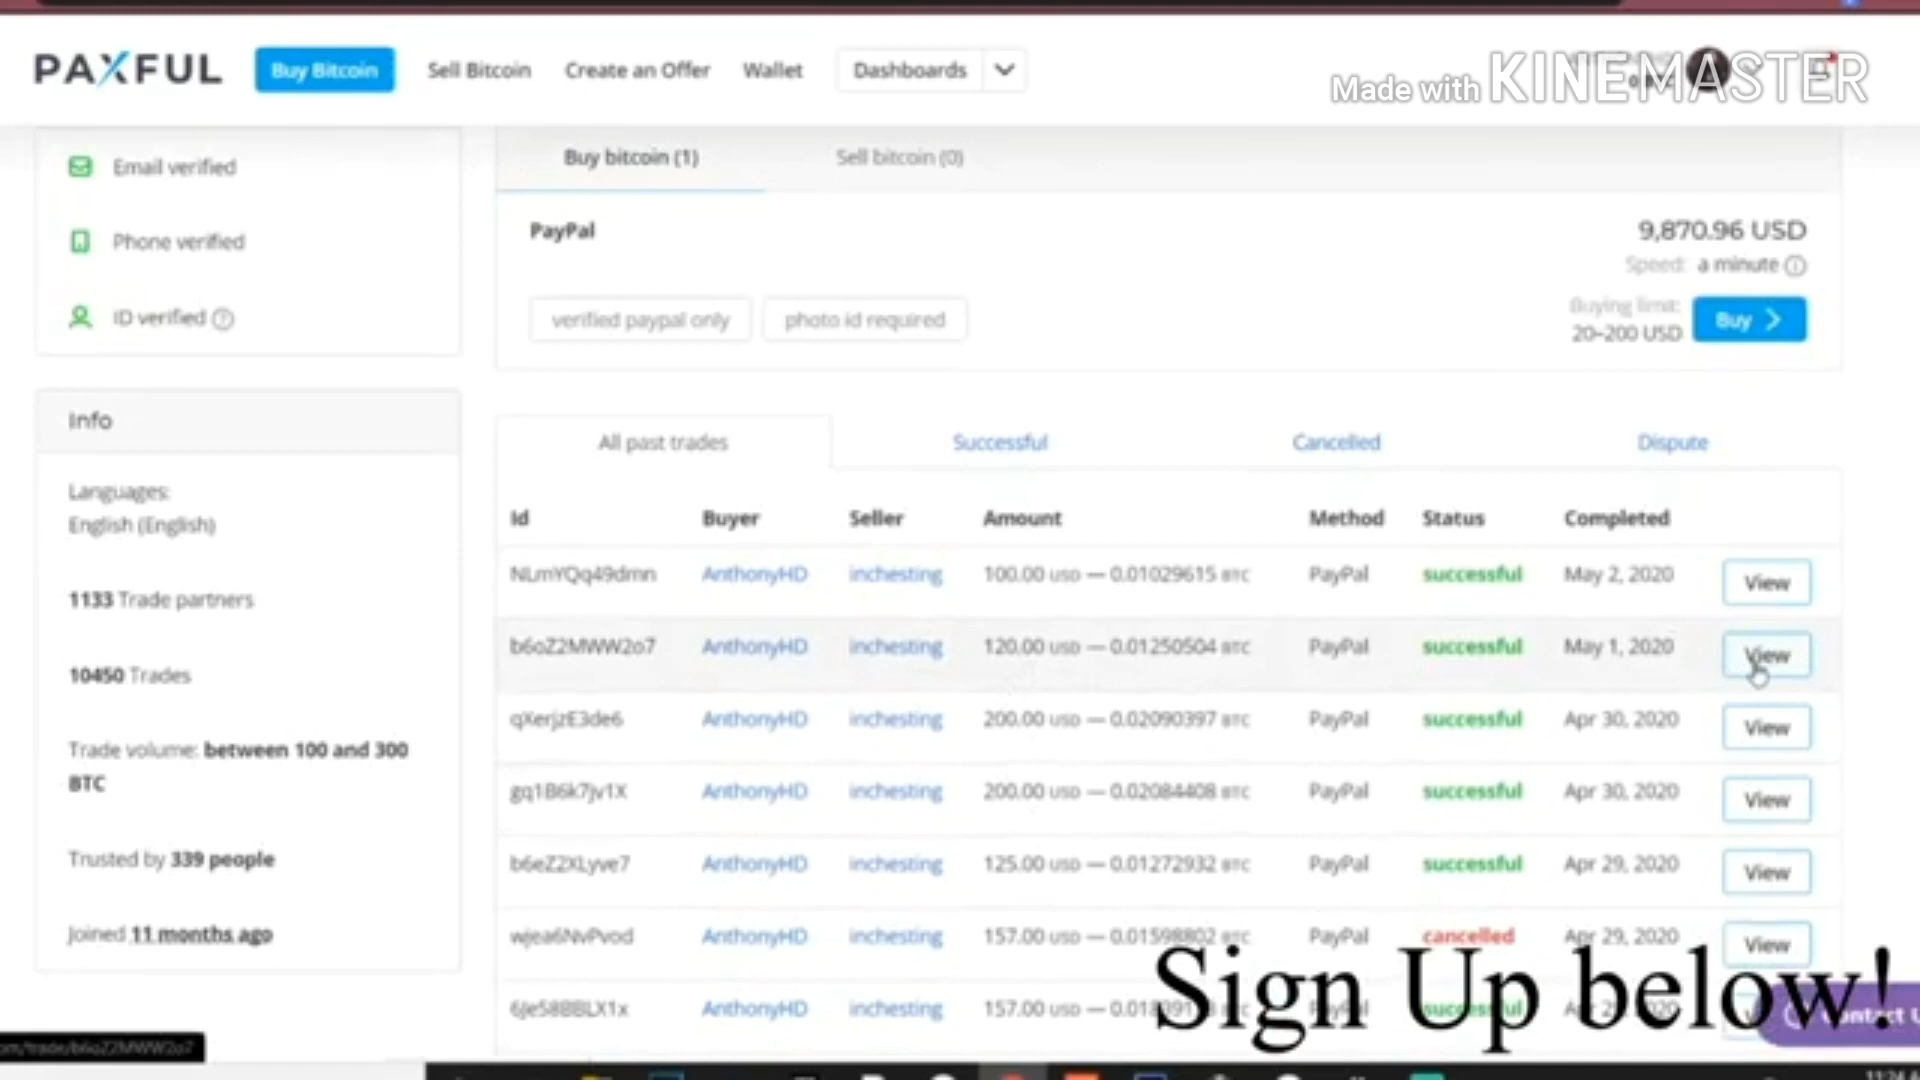 PAXFUL
Buy Bitcoin
Sell Bitcoin
Create an Offer
Wallet
Dashboards
Made with KINEMASTER
Email verified
Phone verified
ID verified
Buy bitcoin (1)
Sell bitcoin (0)
PayPal
9,870.96 USD
Speed: a minute
verified paypal only
photo id required
Buying limit:
20–200 USD
Buy
Info
Languages:
English (English)
1133 Trade partners
10450 Trades
Trade volume: between 100 and 300
BTC
Trusted by 339 people
Joined 11 months ago
All past trades Successful Cancelled Dispute
Id Buyer Seller Amount Method Status Completed
NLmYQq49dmn AnthonyHD inchesting 100.00 USD — 0.01029615 BTC PayPal successful May 2, 2020 View
b6oZ2MWW2o7 AnthonyHD inchesting 120.00 USD — 0.01250504 BTC PayPal successful May 1, 2020 View
qXerjzE3de6 AnthonyHD inchesting 200.00 USD — 0.02090397 BTC PayPal successful Apr 30, 2020 View
gq1B6k7jv1X AnthonyHD inchesting 200.00 USD — 0.02084408 BTC PayPal successful Apr 30, 2020 View
b6eZ2XLyve7 AnthonyHD inchesting 125.00 USD — 0.01272932 BTC PayPal successful Apr 29, 2020 View
wjea6NvPvod AnthonyHD inchesting 157.00 USD — 0.01598802 BTC PayPal cancelled Apr 29, 2020 View
6Je58BBLX1x AnthonyHD inchesting 157.00 USD — PayPal successful
Sign Up below!
Contact